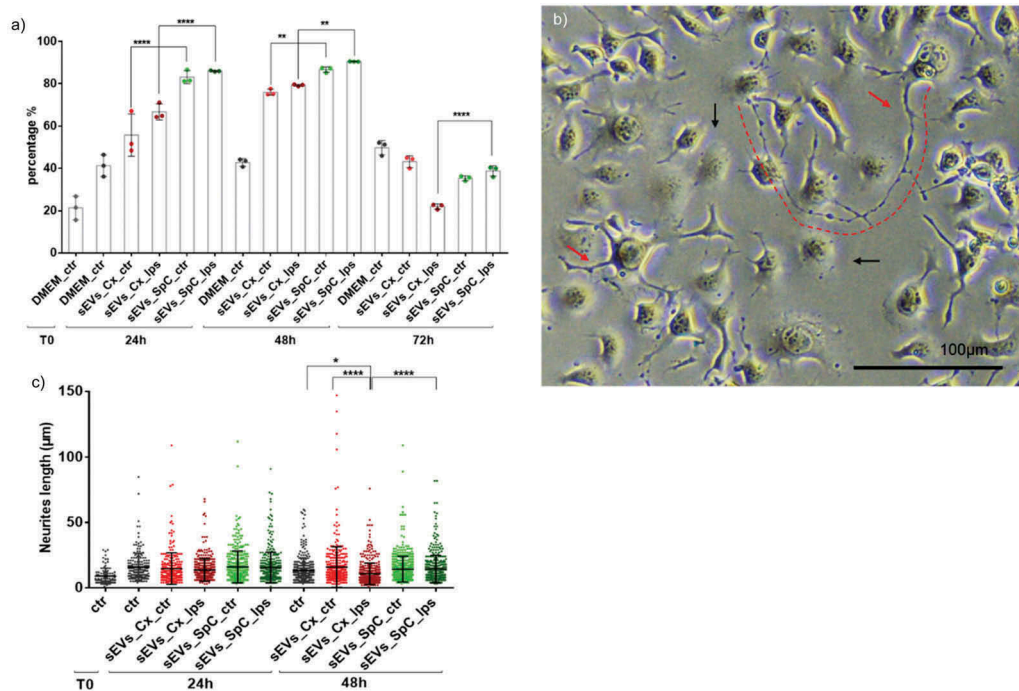 a)
****
****
**
**
****
percentage %
100
80
60
40
20
0
DMEM_ctr
DMEM_ctr
sEVs_Cx_ctr
sEVs_Cx_lps
sEVs_SpC_ctr
sEVs_SpC_lps
DMEM_ctr
sEVs_Cx_ctr
sEVs_Cx_lps
sEVs_SpC_ctr
sEVs_SpC_lps
DMEM_ctr
sEVs_Cx_ctr
sEVs_Cx_lps
sEVs_SpC_ctr
sEVs_SpC_lps
T0 24h 48h 72h
b)
100µm
c)
*
****
****
Neurites length (µm)
150
100
50
0
ctr
ctr
sEVs_Cx_ctr
sEVs_Cx_lps
sEVs_SpC_ctr
sEVs_SpC_lps
ctr
sEVs_Cx_ctr
sEVs_Cx_lps
sEVs_SpC_ctr
sEVs_SpC_lps
T0 24h 48h